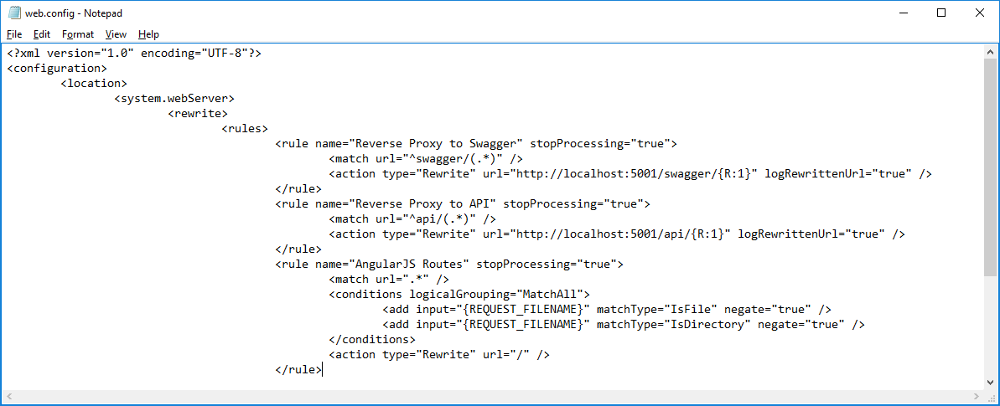 web.config - Notepad
File Edit Format View Help
<?xml version="1.0" encoding="UTF-8"?>
<configuration>
        <location>
                <system.webServer>
                        <rewrite>
                                <rules>
                                        <rule name="Reverse Proxy to Swagger" stopProcessing="true">
                                                <match url="^swagger/(.*)" />
                                                <action type="Rewrite" url="http://localhost:5001/swagger/{R:1}" logRewrittenUrl="true" />
                                        </rule>
                                        <rule name="Reverse Proxy to API" stopProcessing="true">
                                                <match url="^api/(.*)" />
                                                <action type="Rewrite" url="http://localhost:5001/api/{R:1}" logRewrittenUrl="true" />
                                        </rule>
                                        <rule name="AngularJS Routes" stopProcessing="true">
                                                <match url=".*" />
                                                <conditions logicalGrouping="MatchAll">
                                                        <add input="{REQUEST_FILENAME}" matchType="IsFile" negate="true" />
                                                        <add input="{REQUEST_FILENAME}" matchType="IsDirectory" negate="true" />
                                                </conditions>
                                                <action type="Rewrite" url="/" />
                                        </rule>